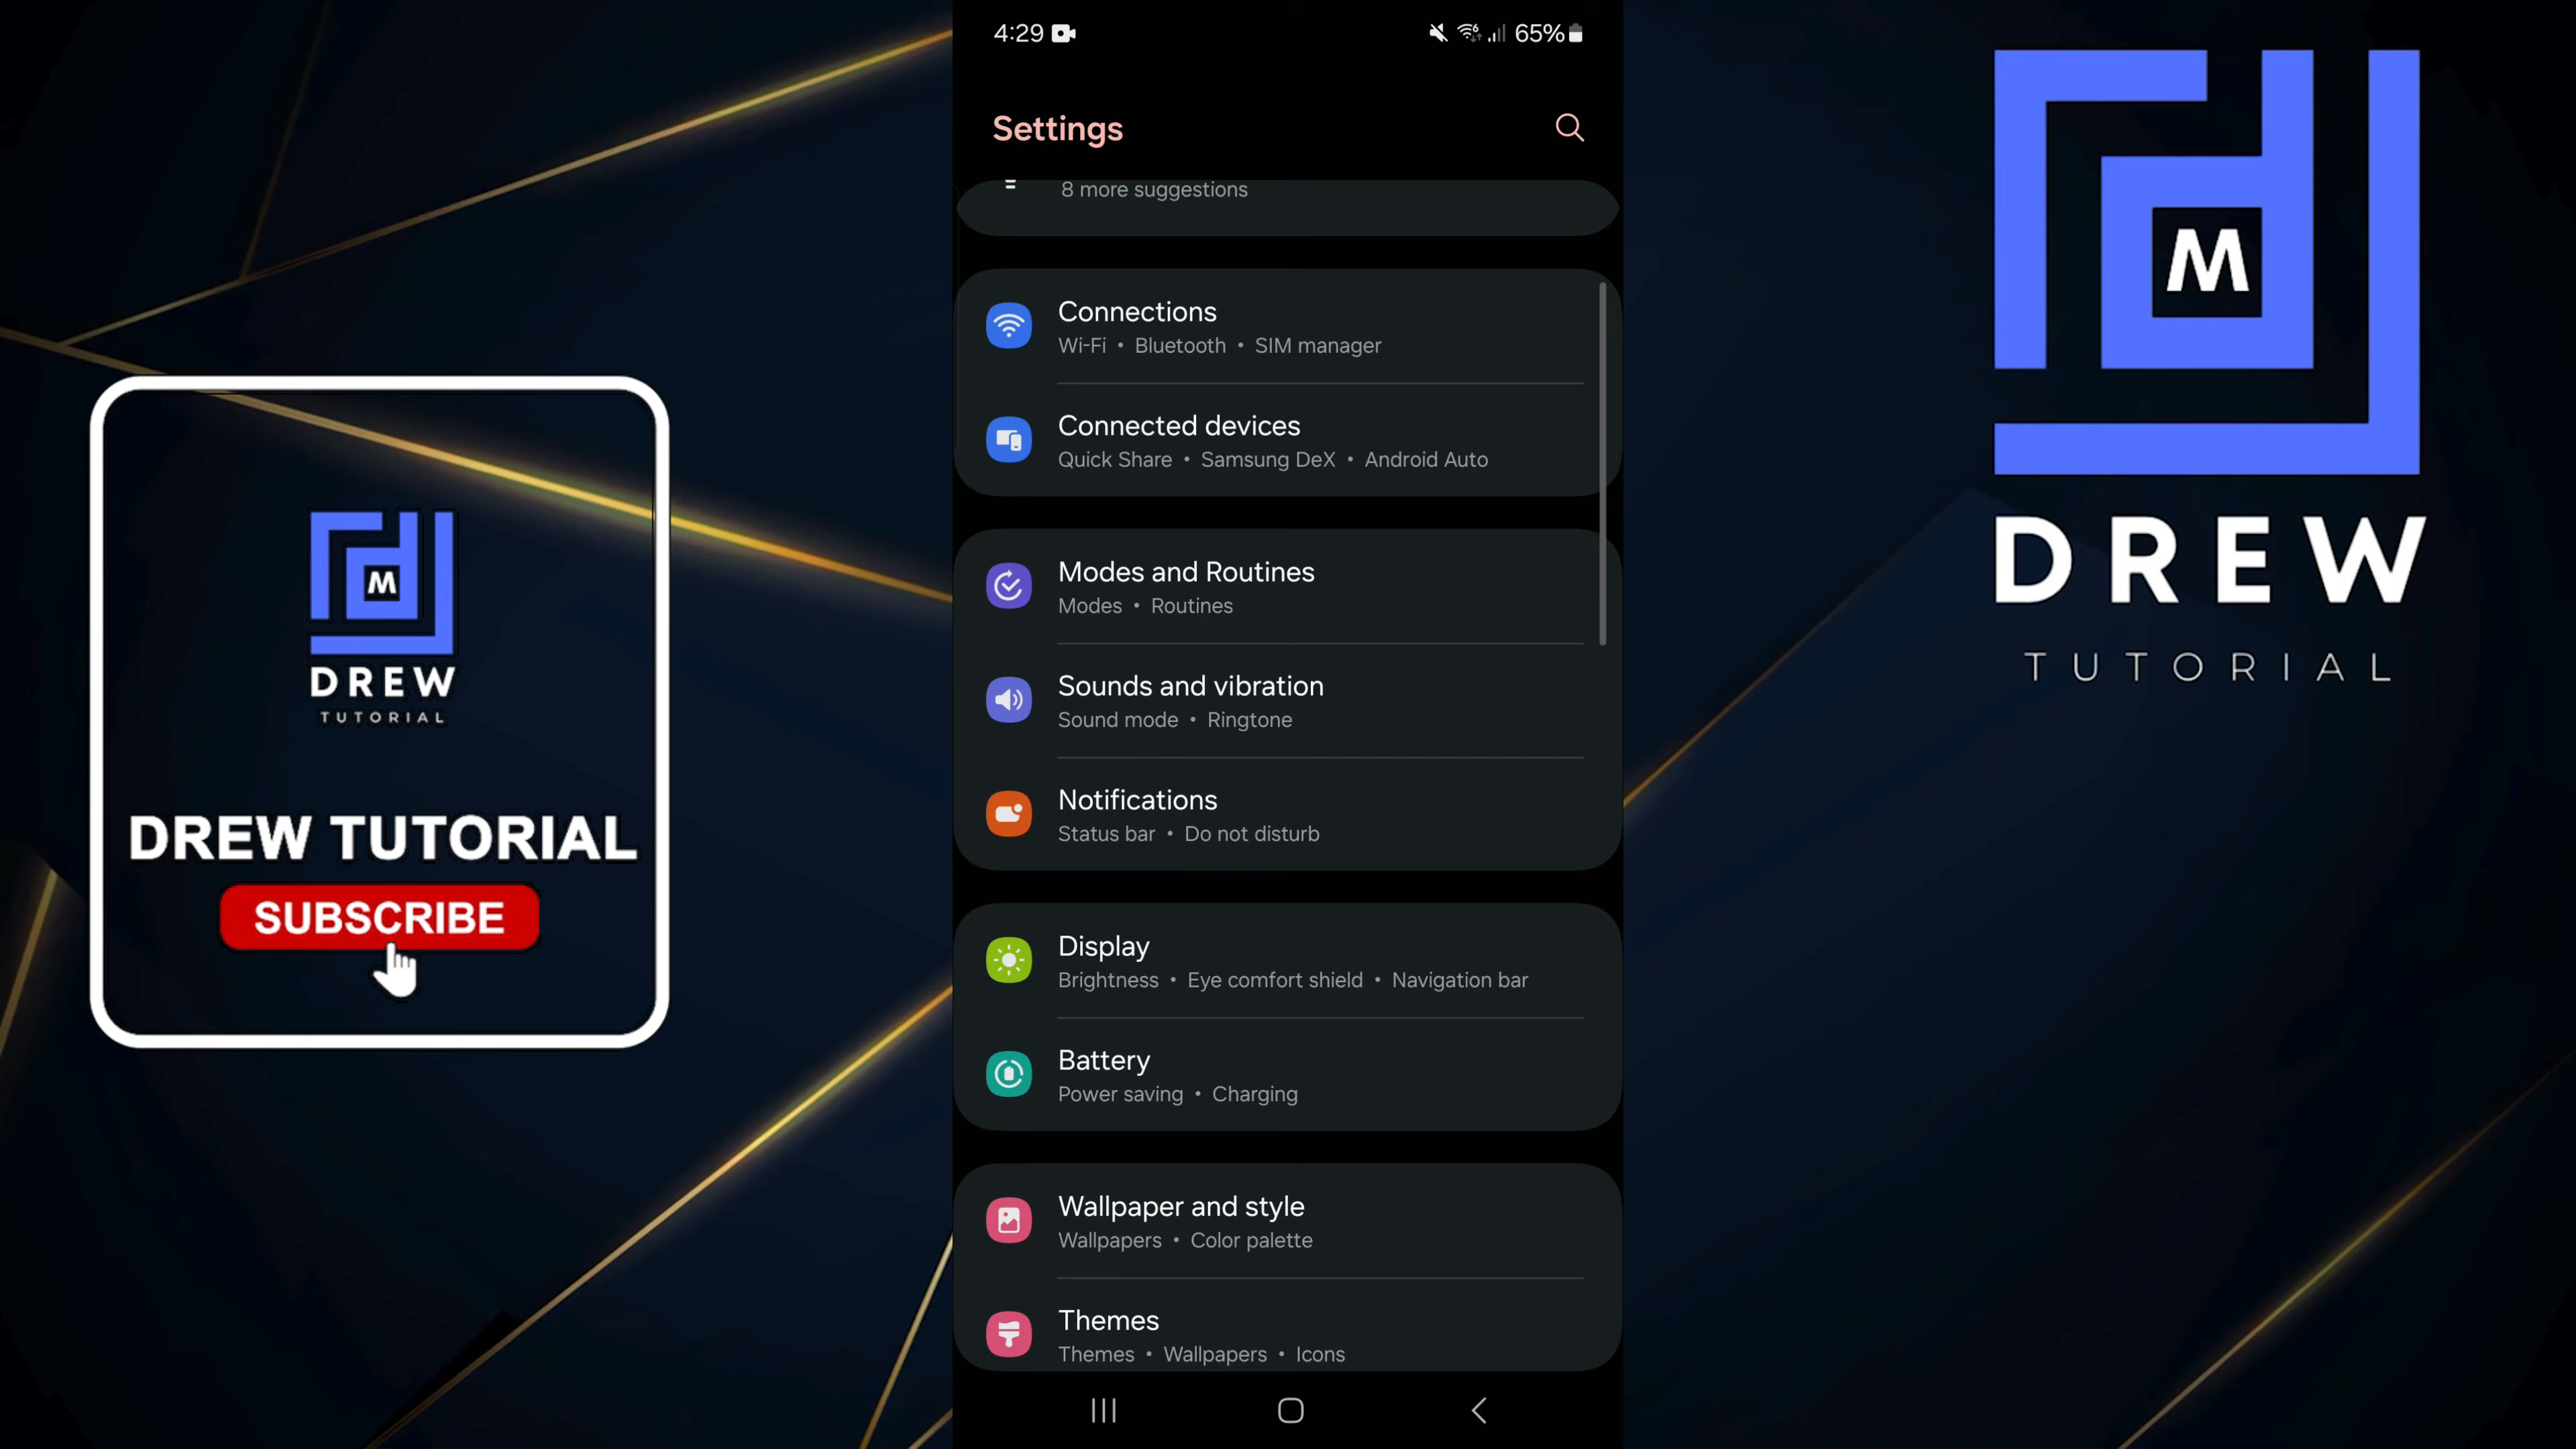 M
DREW
TUTORIAL
DREW TUTORIAL
SUBSCRIBE
4:29
65%
Settings
8 more suggestions
Connections
Wi-Fi • Bluetooth • SIM manager
Connected devices
Quick Share • Samsung DeX • Android Auto
Modes and Routines
Modes • Routines
Sounds and vibration
Sound mode • Ringtone
Notifications
Status bar • Do not disturb
Display
Brightness • Eye comfort shield • Navigation bar
Battery
Power saving • Charging
Wallpaper and style
Wallpapers • Color palette
Themes
Themes • Wallpapers • Icons
M
DREW
TUTORIAL